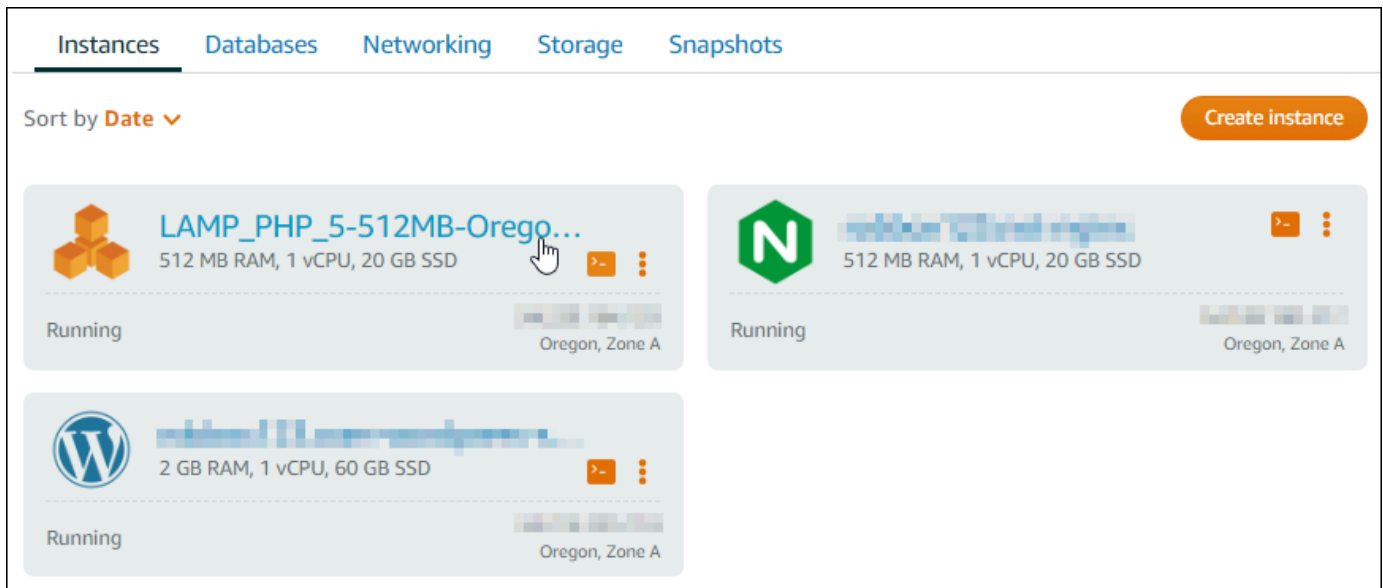 Instances Databases Networking Storage Snapshots
Sort by Date
Create instance
LAMP_PHP_5-512MB-Orego...
512 MB RAM, 1 vCPU, 20 GB SSD
>_
Running
Oregon, Zone A
N
512 MB RAM, 1 vCPU, 20 GB SSD
>_
Running
Oregon, Zone A
W
2 GB RAM, 1 vCPU, 60 GB SSD
>_
Running
Oregon, Zone A